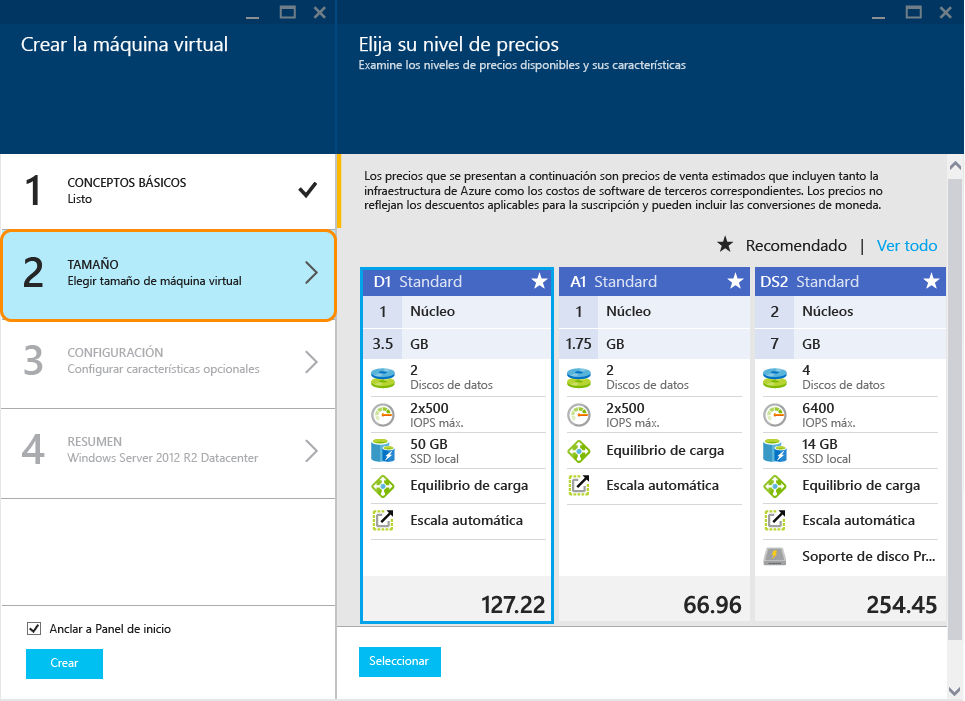 Crear la máquina virtual
1
CONCEPTOS BÁSICOS
Listo
2
TAMAÑO
Elegir tamaño de máquina virtual
3
CONFIGURACIÓN
Configurar características opcionales
4
RESUMEN
Windows Server 2012 R2 Datacenter
Anclar a Panel de inicio
Crear
Elija su nivel de precios
Examine los niveles de precios disponibles y sus características
Los precios que se presentan a continuación son precios de venta estimados que incluyen tanto la
infraestructura de Azure como los costos de software de terceros correspondientes. Los precios no
reflejan los descuentos aplicables para la suscripción y pueden incluir las conversiones de moneda.
Recomendado | Ver todo
D1 Standard
1 Núcleo
3.5 GB
2
Discos de datos
2x500
IOPS máx.
50 GB
SSD local
Equilibrio de carga
Escala automática
127.22
A1 Standard
1 Núcleo
1.75 GB
2
Discos de datos
2x500
IOPS máx.
Equilibrio de carga
Escala automática
66.96
DS2 Standard
2 Núcleos
7 GB
4
Discos de datos
6400
IOPS máx.
14 GB
SSD local
Equilibrio de carga
Escala automática
Soporte de disco Pr...
254.45
Seleccionar